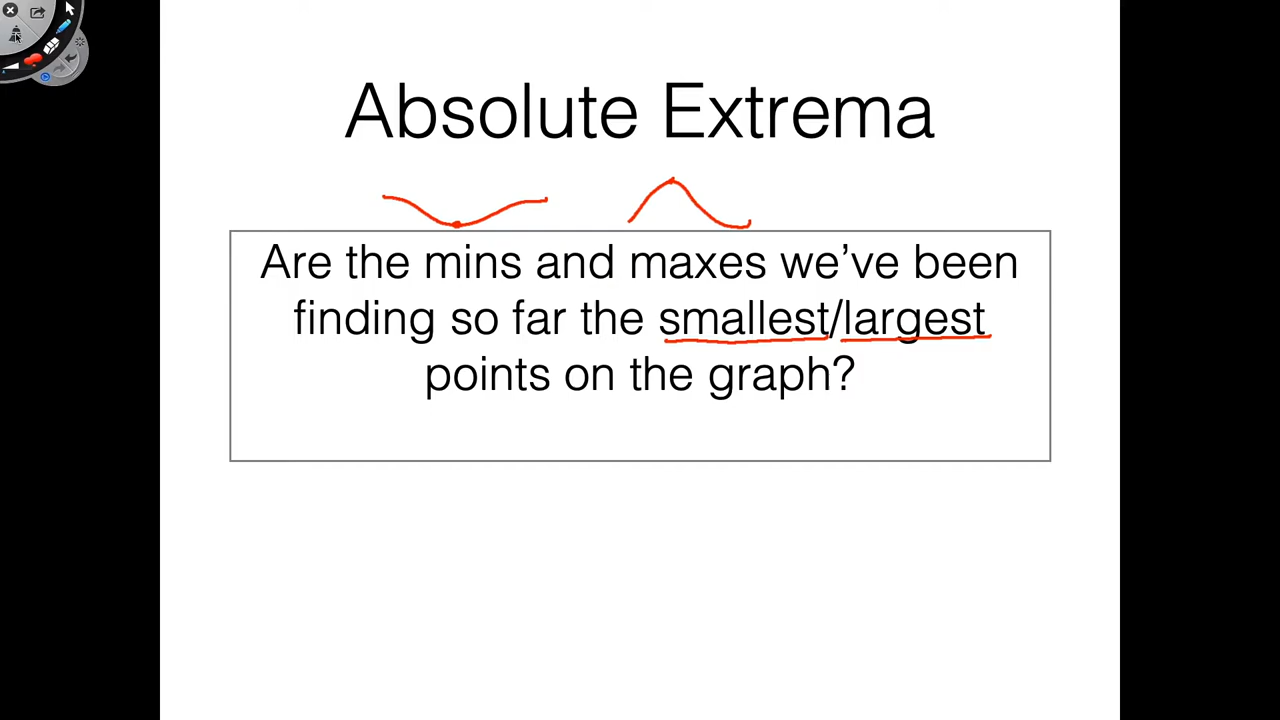 Absolute Extrema
Are the mins and maxes we’ve been
finding so far the smallest/largest
points on the graph?